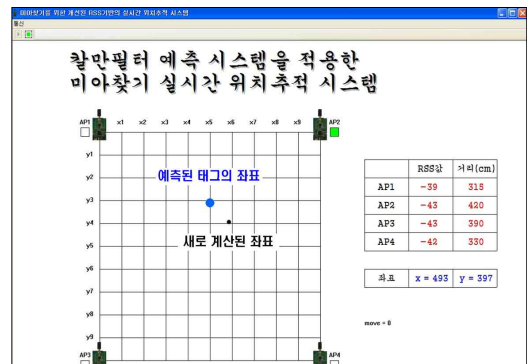 미아찾기를 위한 개선된 RSS기반의 실시간 위치추적 시스템
통신
칼만필터 예측 시스템을 적용한
미아찾기 실시간 위치추적 시스템
AP1 x1 x2 x3 x4 x5 x6 x7 x8 x9 AP2
y1
y2
예측된 태그의 좌표
y3
y4
새로 계산된 좌표
y5
y6
y7
y8
y9
AP3 AP4
RSS값 거리(cm)
AP1 -39 315
AP2 -43 420
AP3 -43 390
AP4 -42 330
좌표 x = 493 y = 397
move = 0